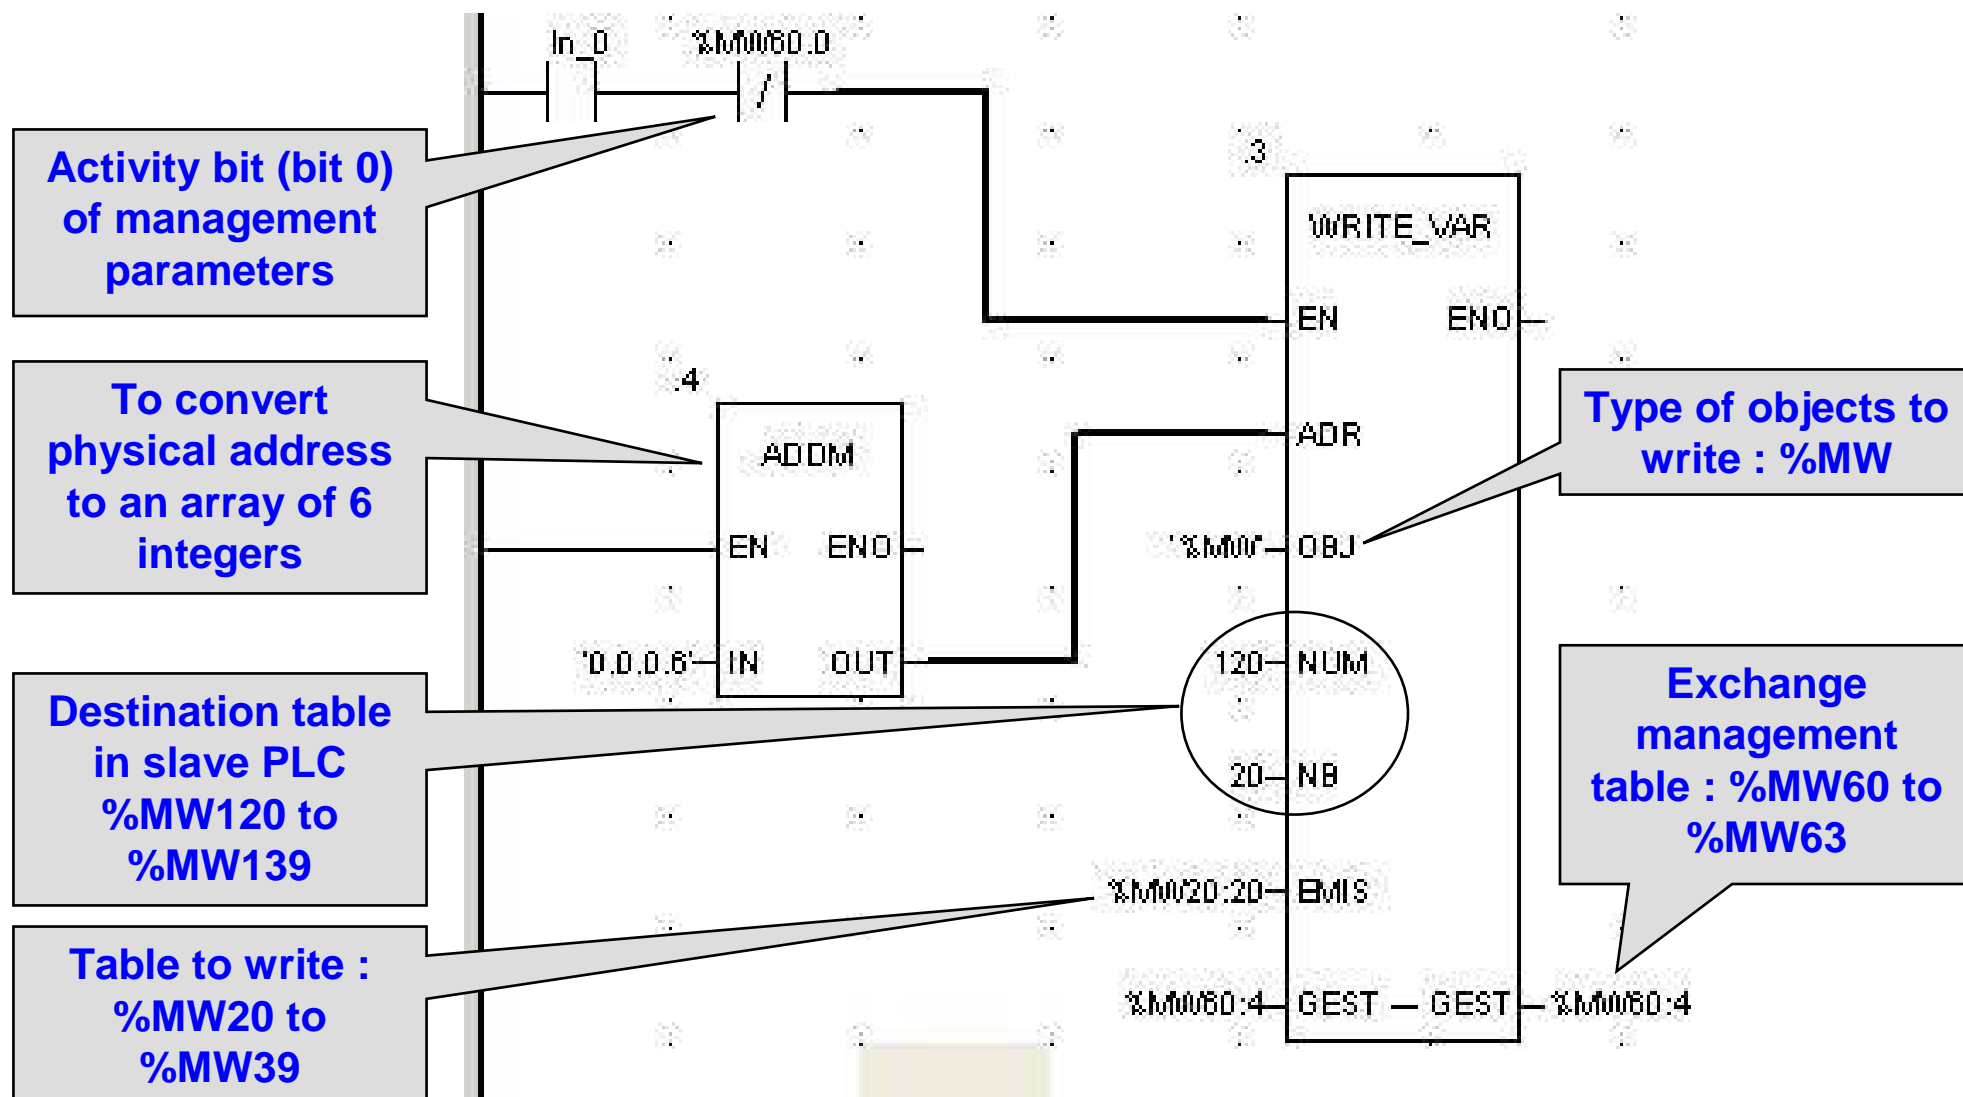 In_0
%MW60.0
Activity bit (bit 0)
of management
parameters
.3
WRITE_VAR
EN
ENO
To convert
physical address
to an array of 6
integers
.4
ADDM
ADR
Type of objects to
write : %MW
EN
ENO
'%MW'
OBJ
'0.0.0.6'
IN
OUT
120
NUM
Destination table
in slave PLC
%MW120 to
%MW139
20
NB
Exchange
management
table : %MW60 to
%MW63
%MW20:20
EMIS
Table to write :
%MW20 to
%MW39
%MW60:4
GEST — GEST
%MW60:4